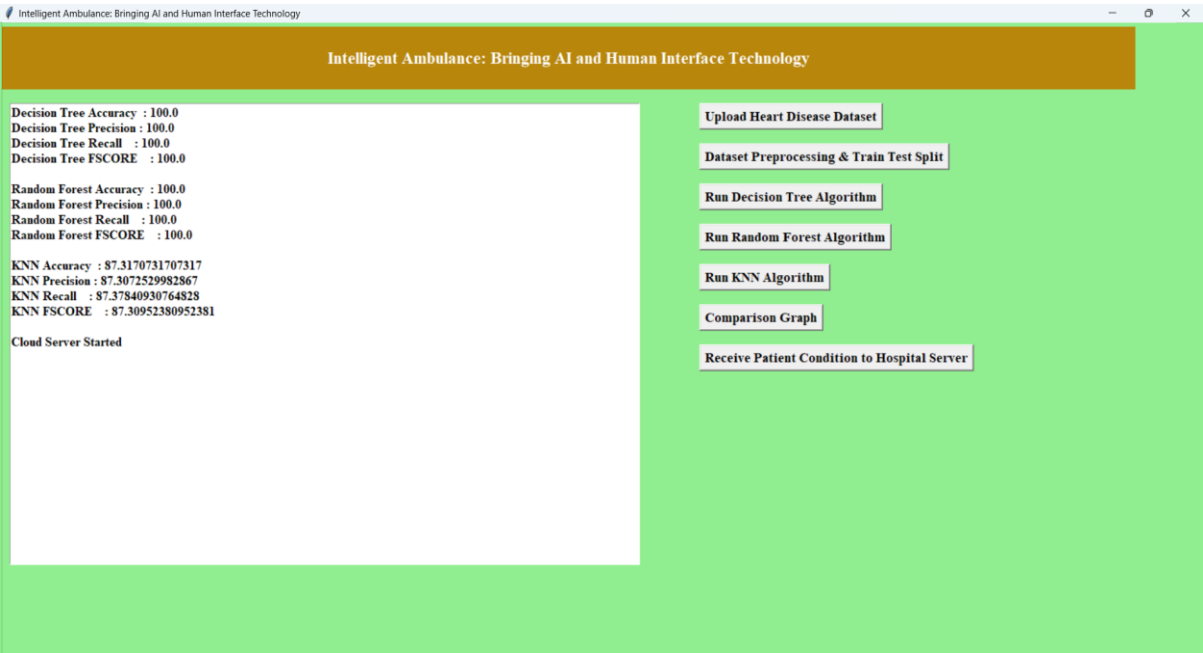 Intelligent Ambulance: Bringing AI and Human Interface Technology
Intelligent Ambulance: Bringing AI and Human Interface Technology
Decision Tree Accuracy : 100.0
Decision Tree Precision : 100.0
Decision Tree Recall : 100.0
Decision Tree FSCORE : 100.0
Random Forest Accuracy : 100.0
Random Forest Precision : 100.0
Random Forest Recall : 100.0
Random Forest FSCORE : 100.0
KNN Accuracy : 87.3170731707317
KNN Precision : 87.3072529982867
KNN Recall : 87.37840930764828
KNN FSCORE : 87.30952380952381
Cloud Server Started
Upload Heart Disease Dataset
Dataset Preprocessing & Train Test Split
Run Decision Tree Algorithm
Run Random Forest Algorithm
Run KNN Algorithm
Comparison Graph
Receive Patient Condition to Hospital Server